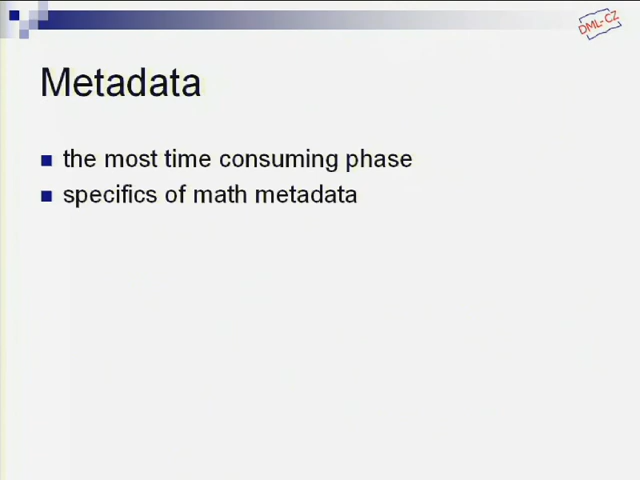 DML-CZ
Metadata
the most time consuming phase
specifics of math metadata